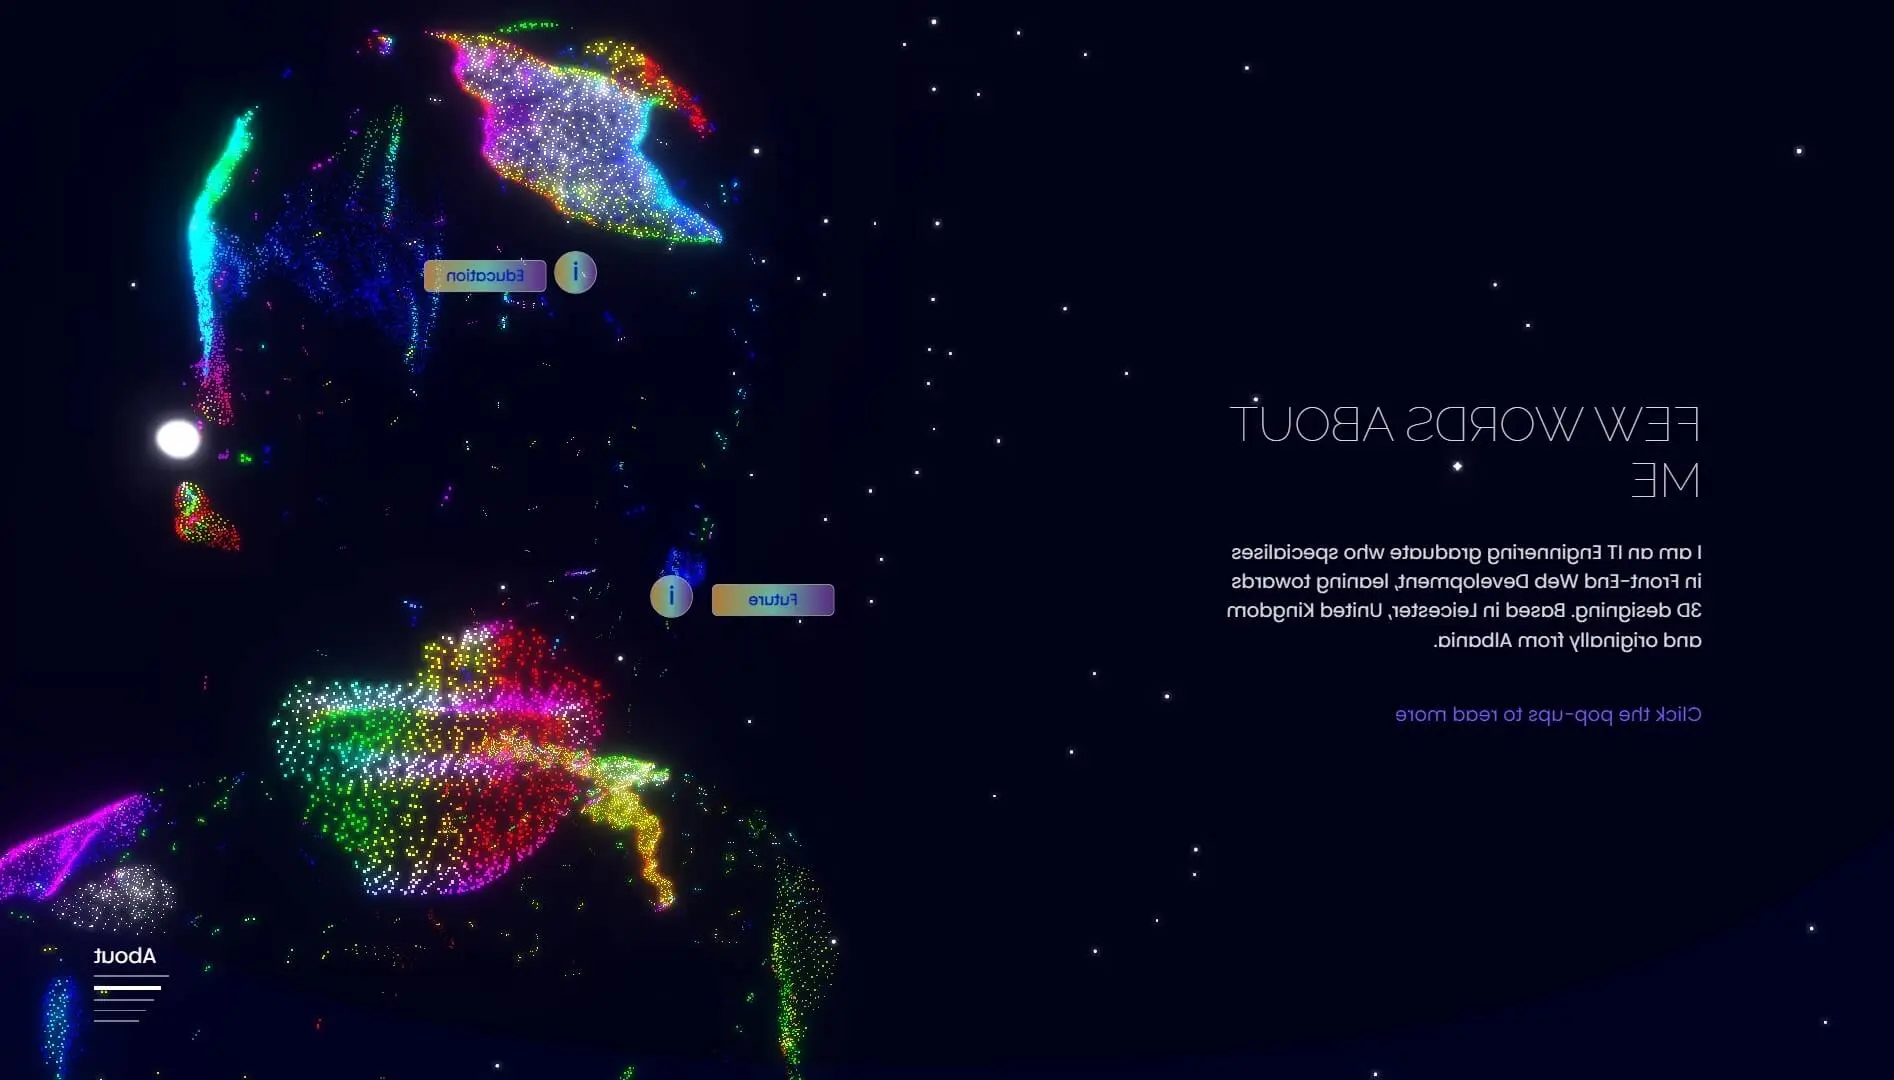 FEW WORDS ABOUT
ME
I am an IT Enginnering graduate who specialises
in Front-End Web Development, leaning towards
3D designing. Based in Leicester, United Kingdom
and originally from Albania.
Click the pop-ups to read more
Education
i
i
Future
About